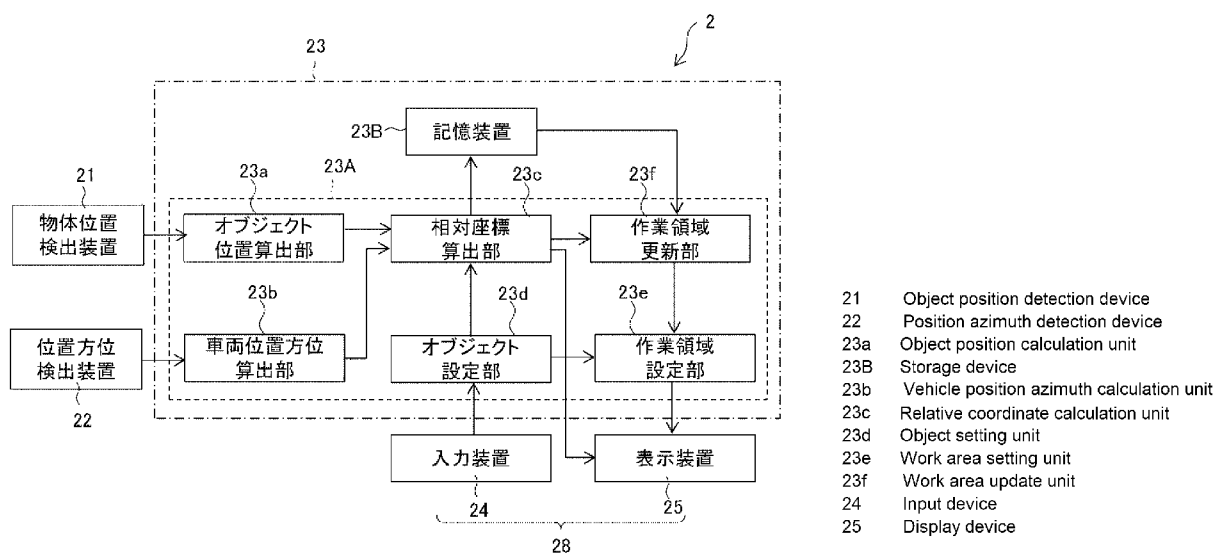 2
23
23B
記憶装置
23A
21
23a
23c
23f
物体位置
検出装置
オブジェクト
位置算出部
相対座標
算出部
作業領域
更新部
23b
23d
23e
位置方位
検出装置
車両位置方位
算出部
オブジェクト
設定部
作業領域
設定部
22
入力装置
表示装置
24
25
28
21 Object position detection device
22 Position azimuth detection device
23a Object position calculation unit
23B Storage device
23b Vehicle position azimuth calculation unit
23c Relative coordinate calculation unit
23d Object setting unit
23e Work area setting unit
23f Work area update unit
24 Input device
25 Display device